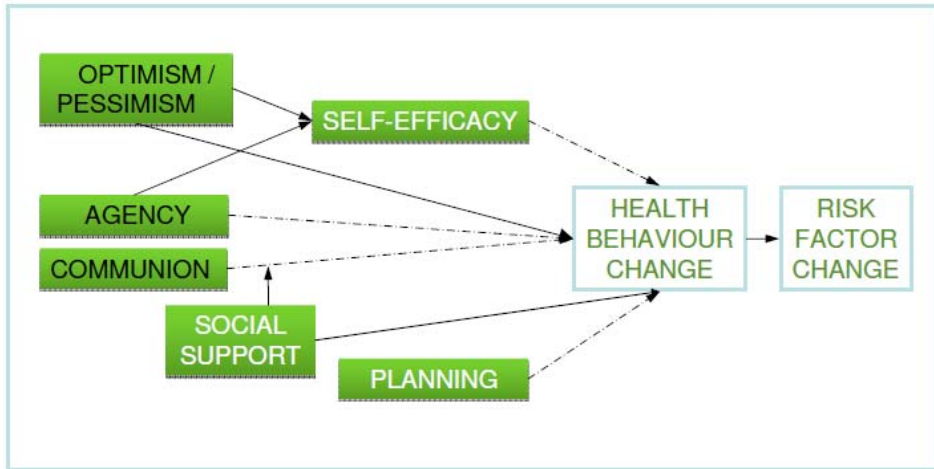 OPTIMISM /
PESSIMISM
SELF-EFFICACY
AGENCY
COMMUNION
SOCIAL
SUPPORT
PLANNING
HEALTH
BEHAVIOUR
CHANGE
RISK
FACTOR
CHANGE